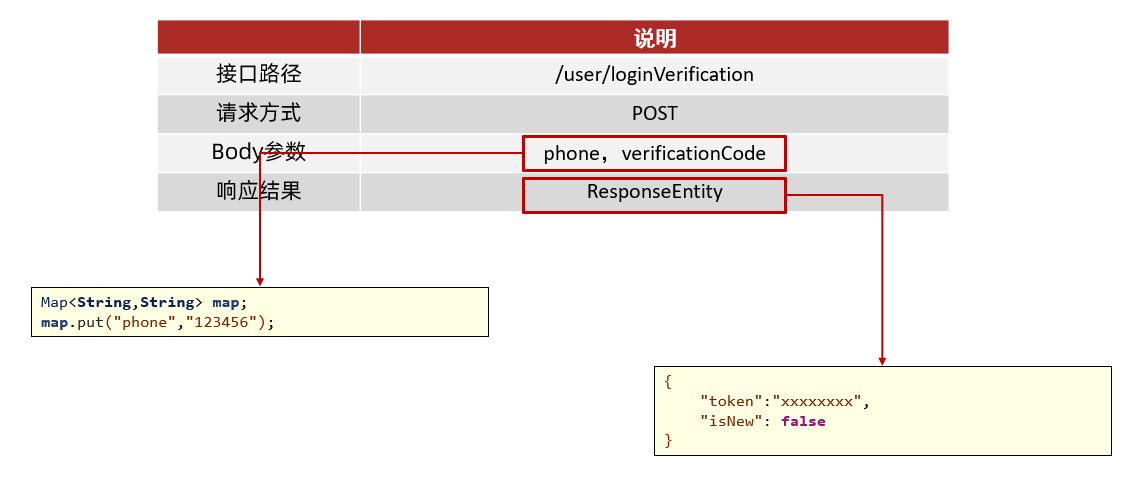 说明
接口路径 /user/loginVerification
请求方式 POST
Body参数 phone，verificationCode
响应结果 ResponseEntity
Map<String,String> map;
map.put("phone","123456");
{
"token":"xxxxxxxx",
"isNew": false
}